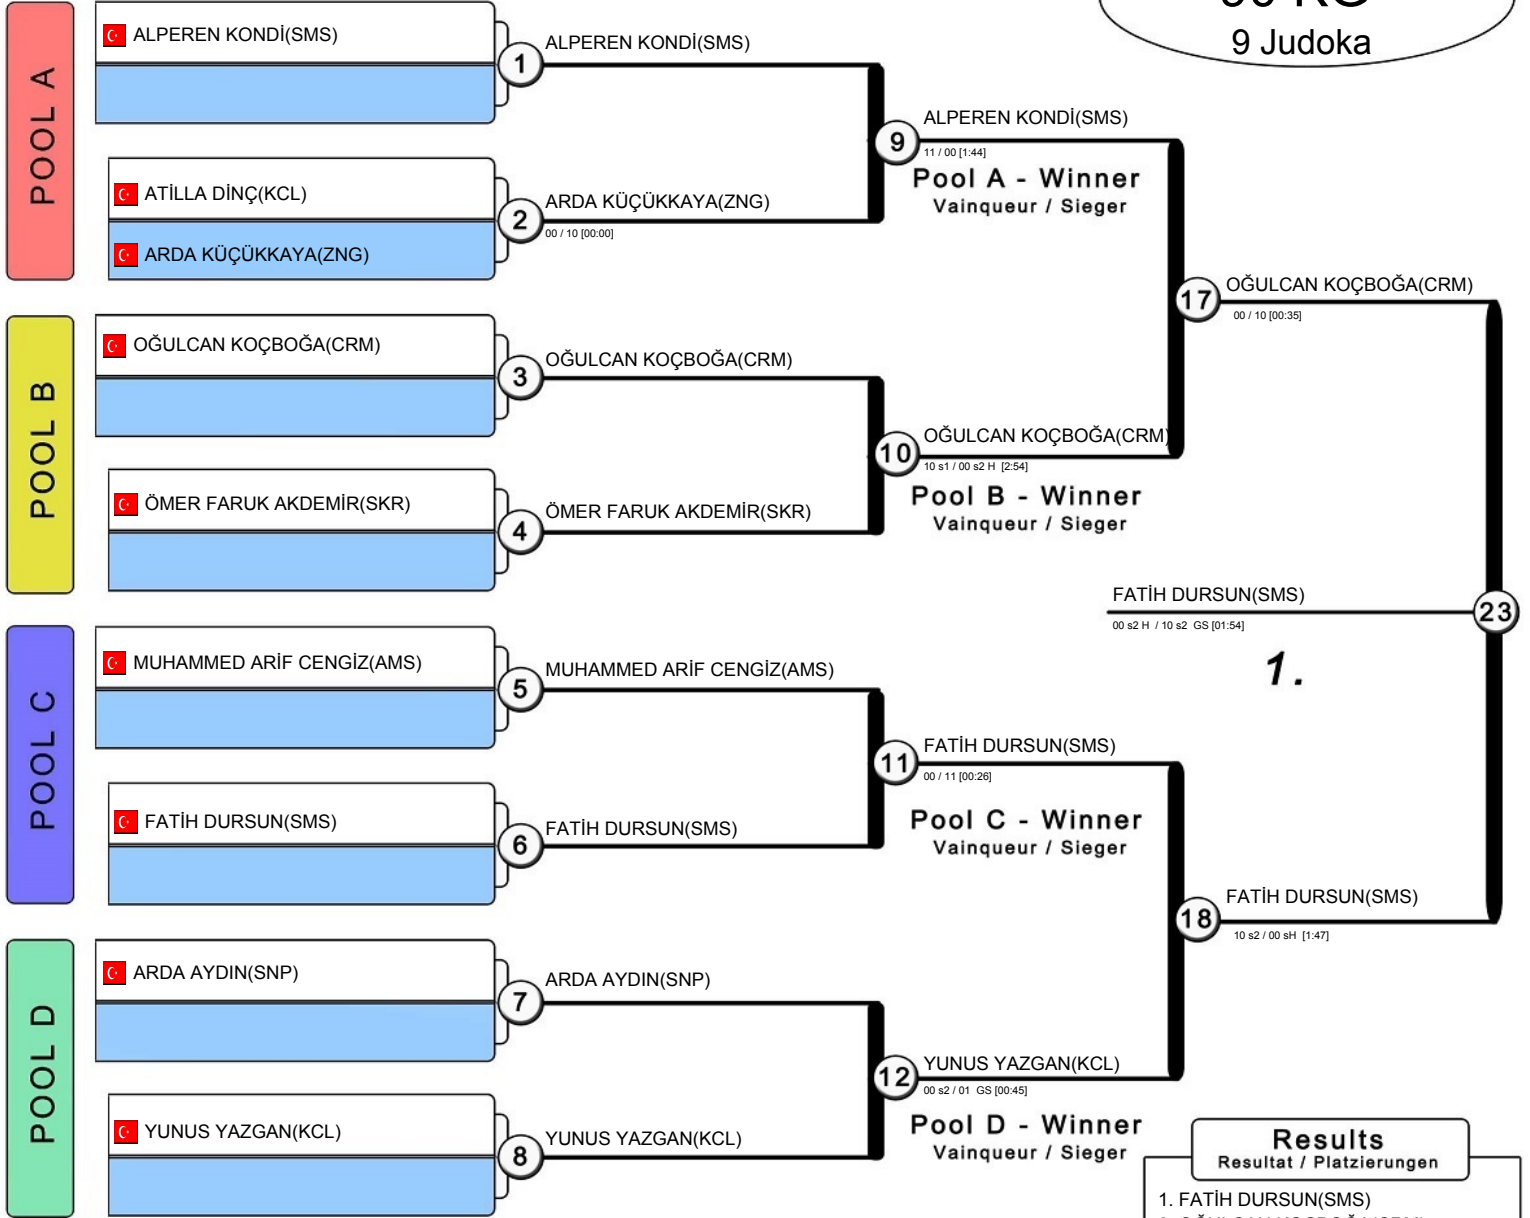 90 KG
9 Judoka
POOL A
ALPEREN KONDİ(SMS)
1
ALPEREN KONDİ(SMS)
ATİLLA DİNÇ(KCL)
ARDA KÜÇÜKKAYA(ZNG)
2
ARDA KÜÇÜKKAYA(ZNG)
00 / 10 [00:00]
9
ALPEREN KONDİ(SMS)
11 / 00 [1:44]
Pool A - Winner
Vainqueur / Sieger
POOL B
OĞULCAN KOÇBOĞA(CRM)
3
OĞULCAN KOÇBOĞA(CRM)
ÖMER FARUK AKDEMİR(SKR)
4
ÖMER FARUK AKDEMİR(SKR)
10
OĞULCAN KOÇBOĞA(CRM)
10 s1 / 00 s2 H [2:54]
Pool B - Winner
Vainqueur / Sieger
17
OĞULCAN KOÇBOĞA(CRM)
00 / 10 [00:35]
FATİH DURSUN(SMS)
23
00 s2 H / 10 s2 GS [01:54]
1.
POOL C
MUHAMMED ARİF CENGİZ(AMS)
5
MUHAMMED ARİF CENGİZ(AMS)
FATİH DURSUN(SMS)
6
FATİH DURSUN(SMS)
11
FATİH DURSUN(SMS)
00 / 11 [00:26]
Pool C - Winner
Vainqueur / Sieger
18
FATİH DURSUN(SMS)
10 s2 / 00 sH [1:47]
POOL D
ARDA AYDIN(SNP)
7
ARDA AYDIN(SNP)
YUNUS YAZGAN(KCL)
8
YUNUS YAZGAN(KCL)
12
YUNUS YAZGAN(KCL)
00 s2 / 01 GS [00:45]
Pool D - Winner
Vainqueur / Sieger
Results
Resultat / Platzierungen
1. FATİH DURSUN(SMS)
2. OĞULCAN KOÇBOĞA(CRM)